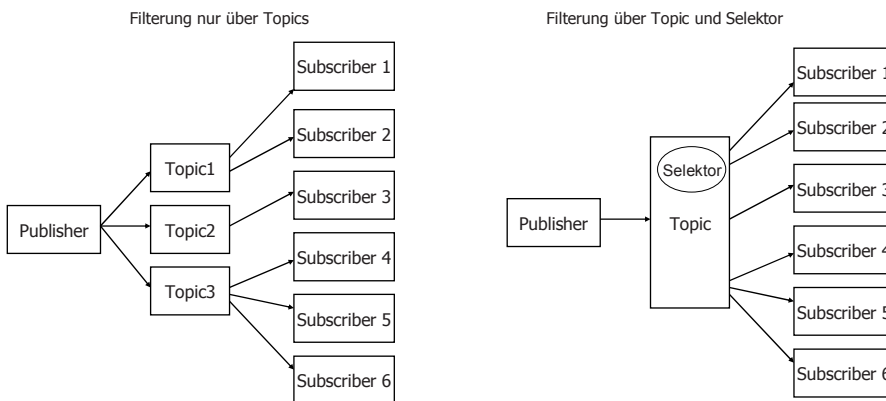 Filterung nur über Topics
Subscriber 1
Subscriber 2
Topic1
Subscriber 3
Publisher
Topic2
Subscriber 4
Topic3
Subscriber 5
Subscriber 6
Filterung über Topic und Selektor
Subscriber 1
Subscriber 2
Selektor
Subscriber 3
Publisher
Topic
Subscriber 4
Subscriber 5
Subscriber 6